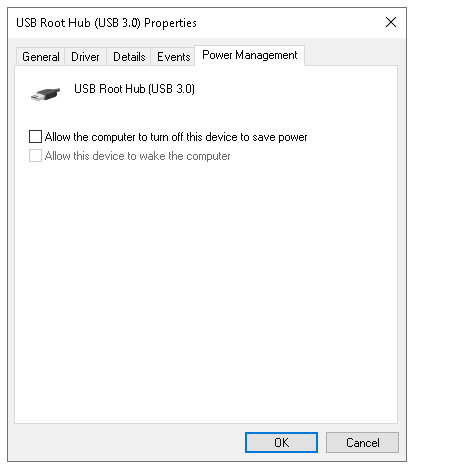 USB Root Hub (USB 3.0) Properties
General Driver Details Events Power Management
USB Root Hub (USB 3.0)
Allow the computer to turn off this device to save power
Allow this device to wake the computer
OK Cancel